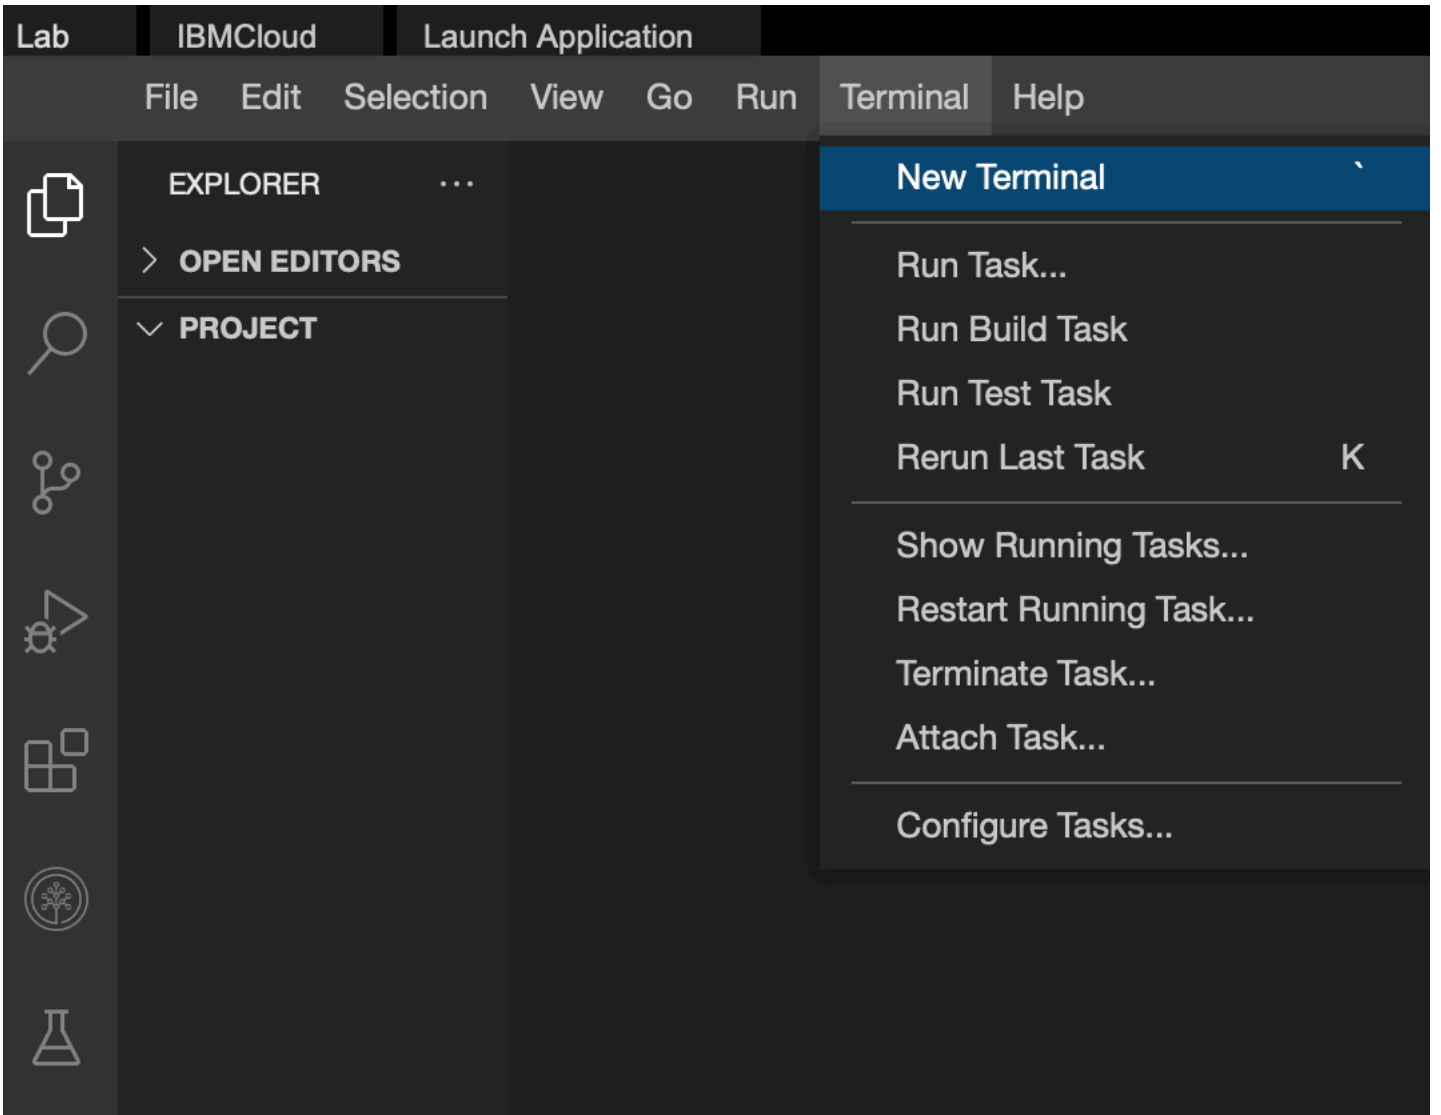 Lab IBMCloud Launch Application
File Edit Selection View Go Run Terminal Help
EXPLORER ...
OPEN EDITORS
PROJECT
New Terminal `
Run Task...
Run Build Task
Run Test Task
Rerun Last Task K
Show Running Tasks...
Restart Running Task...
Terminate Task...
Attach Task...
Configure Tasks...